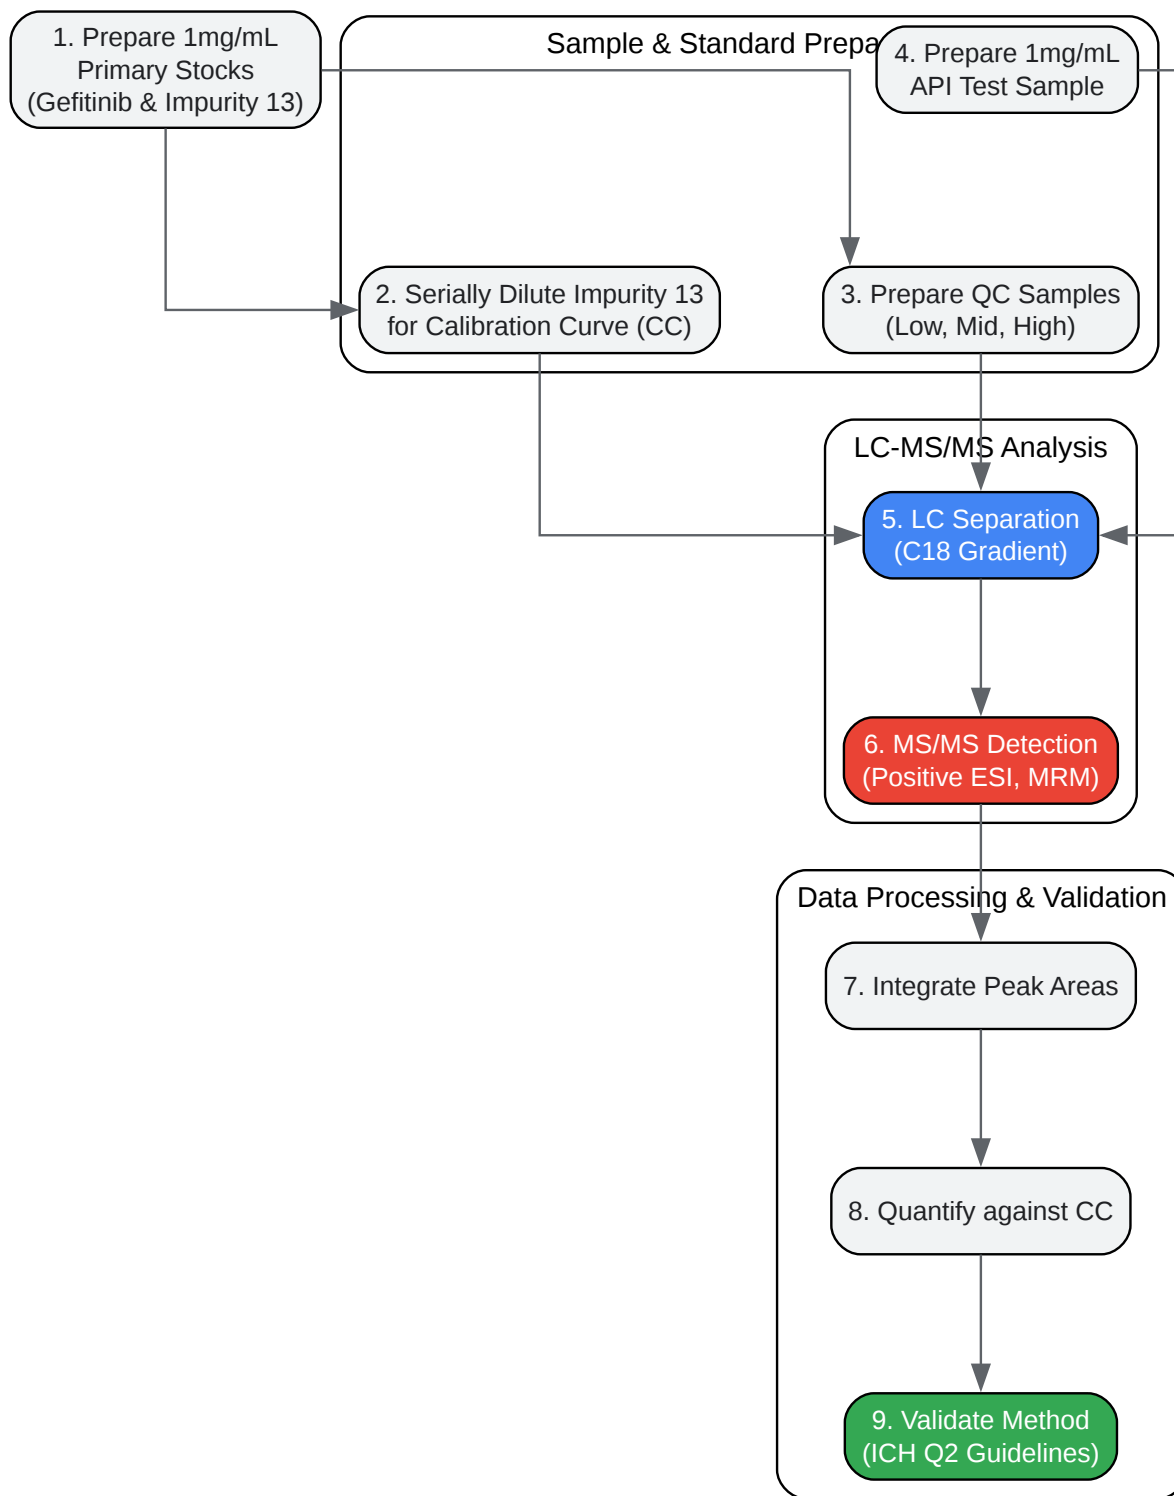 1. Prepare 1mg/mL
Primary Stocks
(Gefitinib & Impurity 13)
Sample & Standard Prepa
4. Prepare 1mg/mL
API Test Sample
2. Serially Dilute Impurity 13
for Calibration Curve (CC)
3. Prepare QC Samples
(Low, Mid, High)
LC-MS/MS Analysis
5. LC Separation
(C18 Gradient)
6. MS/MS Detection
(Positive ESI, MRM)
Data Processing & Validation
7. Integrate Peak Areas
8. Quantify against CC
9. Validate Method
(ICH Q2 Guidelines)